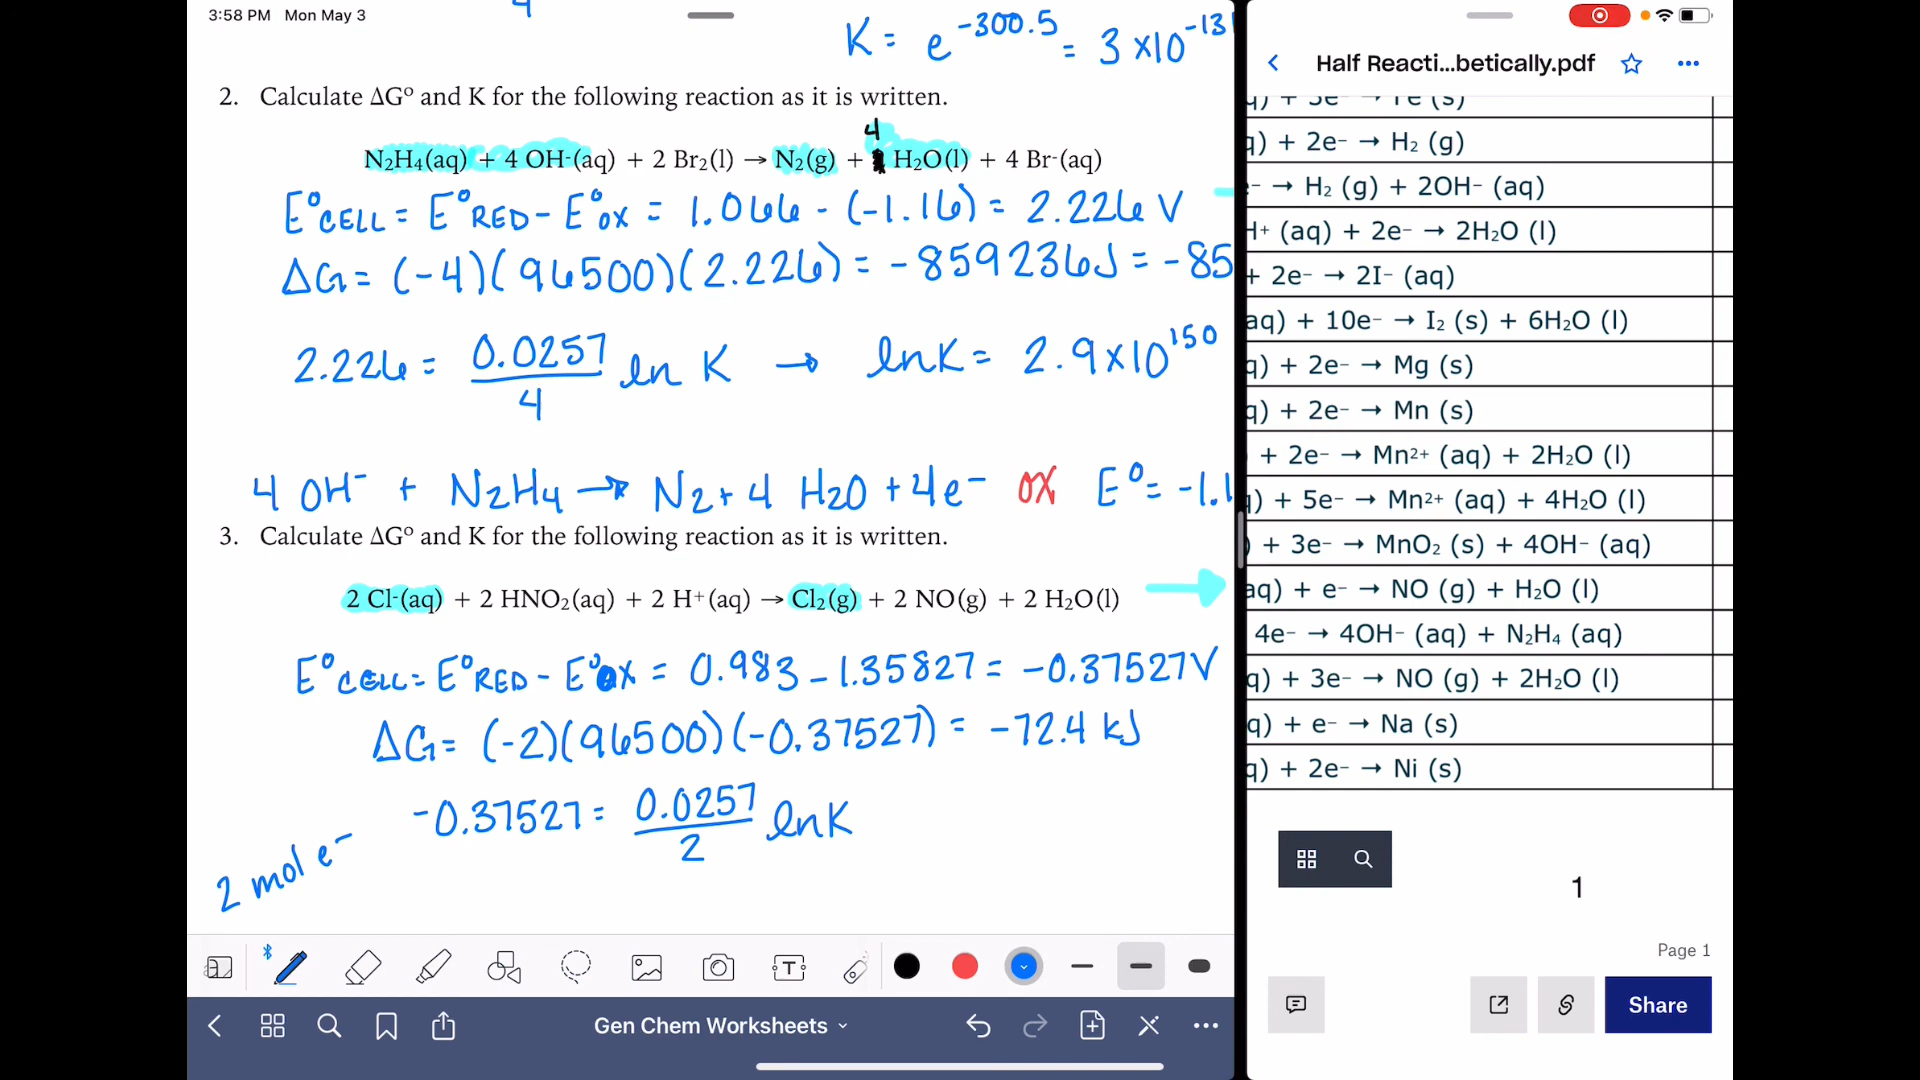 3:58 PM Mon May 3
K = e^-300.5 = 3 x10^-131
2. Calculate ΔG° and K for the following reaction as it is written.
4
N₂H₄(aq) + 4 OH⁻(aq) + 2 Br₂(l) → N₂(g) + H₂O(l) + 4 Br⁻(aq)
E°CELL = E°RED - E°OX = 1.066 - (-1.16) = 2.226 V
ΔG = (-4)(96500)(2.226) = -859236J = -85
2.226 = 0.0257/4 ln K → lnK = 2.9x10^150
4 OH⁻ + N2H4 → N2 + 4 H2O + 4e⁻ OX E° = -1.1
3. Calculate ΔG° and K for the following reaction as it is written.
2 Cl⁻(aq) + 2 HNO₂(aq) + 2 H⁺(aq) → Cl₂(g) + 2 NO(g) + 2 H₂O(l)
E°CELL = E°RED - E°OX = 0.983 - 1.35827 = -0.37527V
ΔG = (-2)(96500)(-0.37527) = -72.4 kJ
-0.37527 = 0.0257/2 lnK
2 mol e⁻
Gen Chem Worksheets
Half Reacti...betically.pdf
q) + 3e⁻ → Fe (s)
q) + 2e⁻ → H₂ (g)
e⁻ → H₂ (g) + 2OH⁻ (aq)
H⁺ (aq) + 2e⁻ → 2H₂O (l)
+ 2e⁻ → 2I⁻ (aq)
aq) + 10e⁻ → I₂ (s) + 6H₂O (l)
q) + 2e⁻ → Mg (s)
q) + 2e⁻ → Mn (s)
+ 2e⁻ → Mn²⁺ (aq) + 2H₂O (l)
q) + 5e⁻ → Mn²⁺ (aq) + 4H₂O (l)
) + 3e⁻ → MnO₂ (s) + 4OH⁻ (aq)
aq) + e⁻ → NO (g) + H₂O (l)
4e⁻ → 4OH⁻ (aq) + N₂H₄ (aq)
q) + 3e⁻ → NO (g) + 2H₂O (l)
q) + e⁻ → Na (s)
q) + 2e⁻ → Ni (s)
1
Page 1
Share